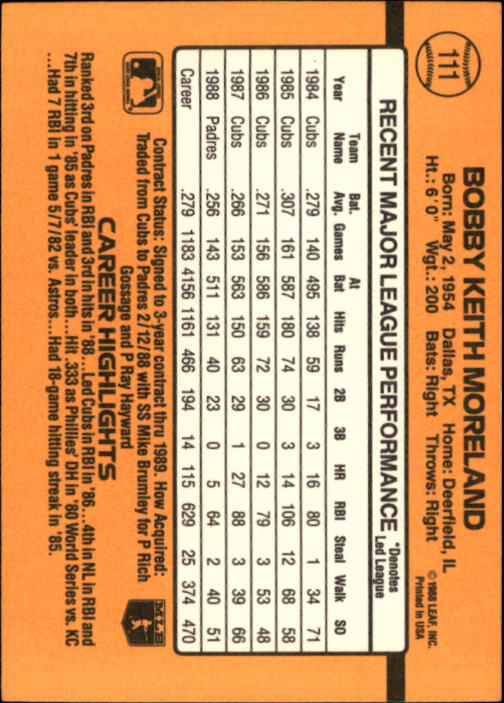 111
BOBBY KEITH MORELAND
Born: May 2, 1954 Dallas, TX Home: Deerfield, IL
Ht.: 6'0" Wgt.: 200 Bats: Right Throws: Right
© 1988 LEAF, INC.
Printed in USA
RECENT MAJOR LEAGUE PERFORMANCE *Denotes Led League
Year Team Name Bat. Avg. Games At Bat Hits Runs 2B 3B HR RBI Steal Walk SO
1984 Cubs .279 140 495 138 59 17 3 16 80 1 34 71
1985 Cubs .307 161 587 180 74 30 3 14 106 12 68 58
1986 Cubs .271 156 586 159 72 30 0 12 79 3 53 48
1987 Cubs .266 153 563 150 63 29 1 27 88 3 39 66
1988 Padres .256 143 511 131 40 23 0 5 64 2 40 51
Career .279 1183 4156 1161 466 194 14 115 629 25 374 470
Contract Status: Signed to 3-year contract thru 1989. How Acquired:
Traded from Cubs to Padres 2/12/88 with SS Mike Brumley for P Rich
Gossage and P Ray Hayward
MLB
CAREER HIGHLIGHTS
Ranked 3rd on Padres in RBI and 3rd in hits in '88...Led Cubs in RBI in '86...4th in NL in RBI and
7th in hitting in '85 as Cubs' leader in both...Hit .333 as Phillies' DH in '80 World Series vs. KC
...Had 7 RBI in 1 game 5/7/82 vs. Astros...Had 18-game hitting streak in '85.